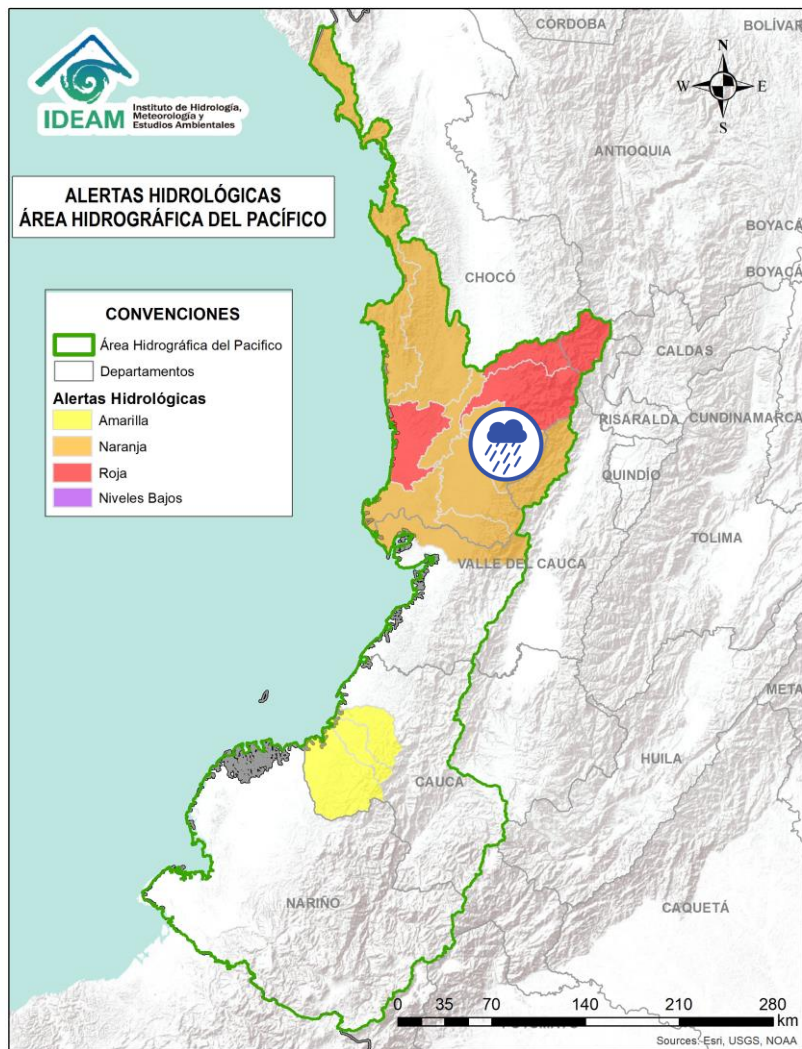 CÓRDOBA
BOLÍVAR
IDEAM
Instituto de Hidrología,
Meteorología y
Estudios Ambientales
N
W
E
S
ANTIOQUIA
ALERTAS HIDROLÓGICAS
ÁREA HIDROGRÁFICA DEL PACÍFICO
BOYACÁ
BOYACÁ
CHOCÓ
CONVENCIONES
Área Hidrográfica del Pacifico
Departamentos
Alertas Hidrológicas
Amarilla
Naranja
Roja
Niveles Bajos
CALDAS
RISARALDA
CUNDINAMARCA
QUINDÍO
TOLIMA
VALLE DEL CAUCA
META
HUILA
CAUCA
NARIÑO
CAQUETÁ
0 35 70 140 210 280
km
Sources: Esri, USGS, NOAA